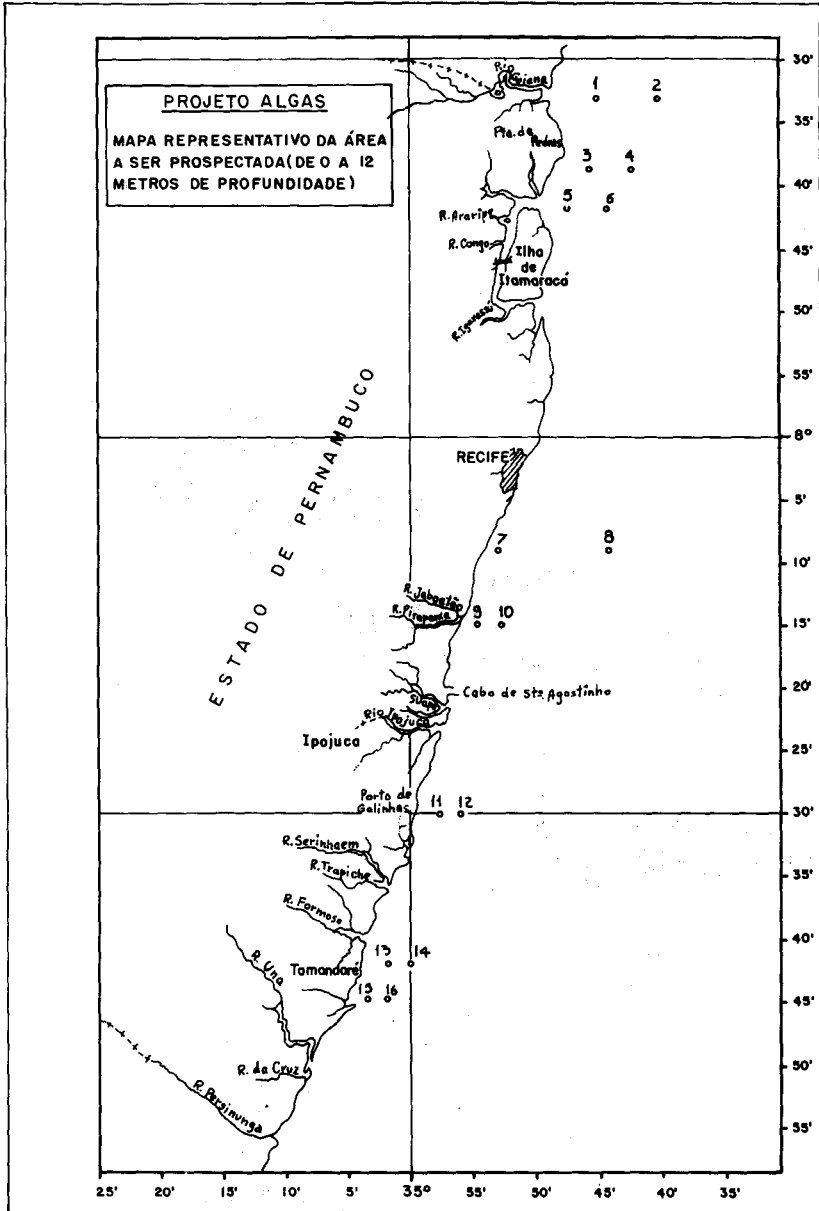 PROJETO ALGAS
MAPA REPRESENTATIVO DA ÁREA
A SER PROSPECTADA (DE 0 A 12
METROS DE PROFUNDIDADE)
Rio
Goiana
1
2
30'
35'
Pta. de
Pedras
3
4
40'
5
6
R. Araripe
R. Congo
45'
Ilha
de
Itamaracá
R. Igarassú
50'
55'
ESTADO DE PERNAMBUCO
8°
RECIFE
5'
7
8
10'
R. Jaboatão
R. Pirapama
9
10
15'
Cabo de Sto. Agostinho
20'
Suape
Rio Ipojuca
Ipojuca
25'
Porto de
Galinhas
11
12
30'
R. Serinhaem
R. Trapiche
35'
R. Formoso
40'
13
14
Tamandaré
R. Una
15
16
45'
R. da Cruz
50'
R. Persinunga
55'
25'
15'
10'
5'
35°
55'
50'
45'
40'
35'